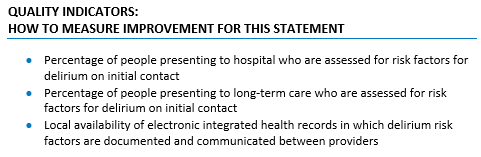 QUALITY INDICATORS:
HOW TO MEASURE IMPROVEMENT FOR THIS STATEMENT
• Percentage of people presenting to hospital who are assessed for risk factors for
delirium on initial contact
• Percentage of people presenting to long-term care who are assessed for risk
factors for delirium on initial contact
• Local availability of electronic integrated health records in which delirium risk
factors are documented and communicated between providers